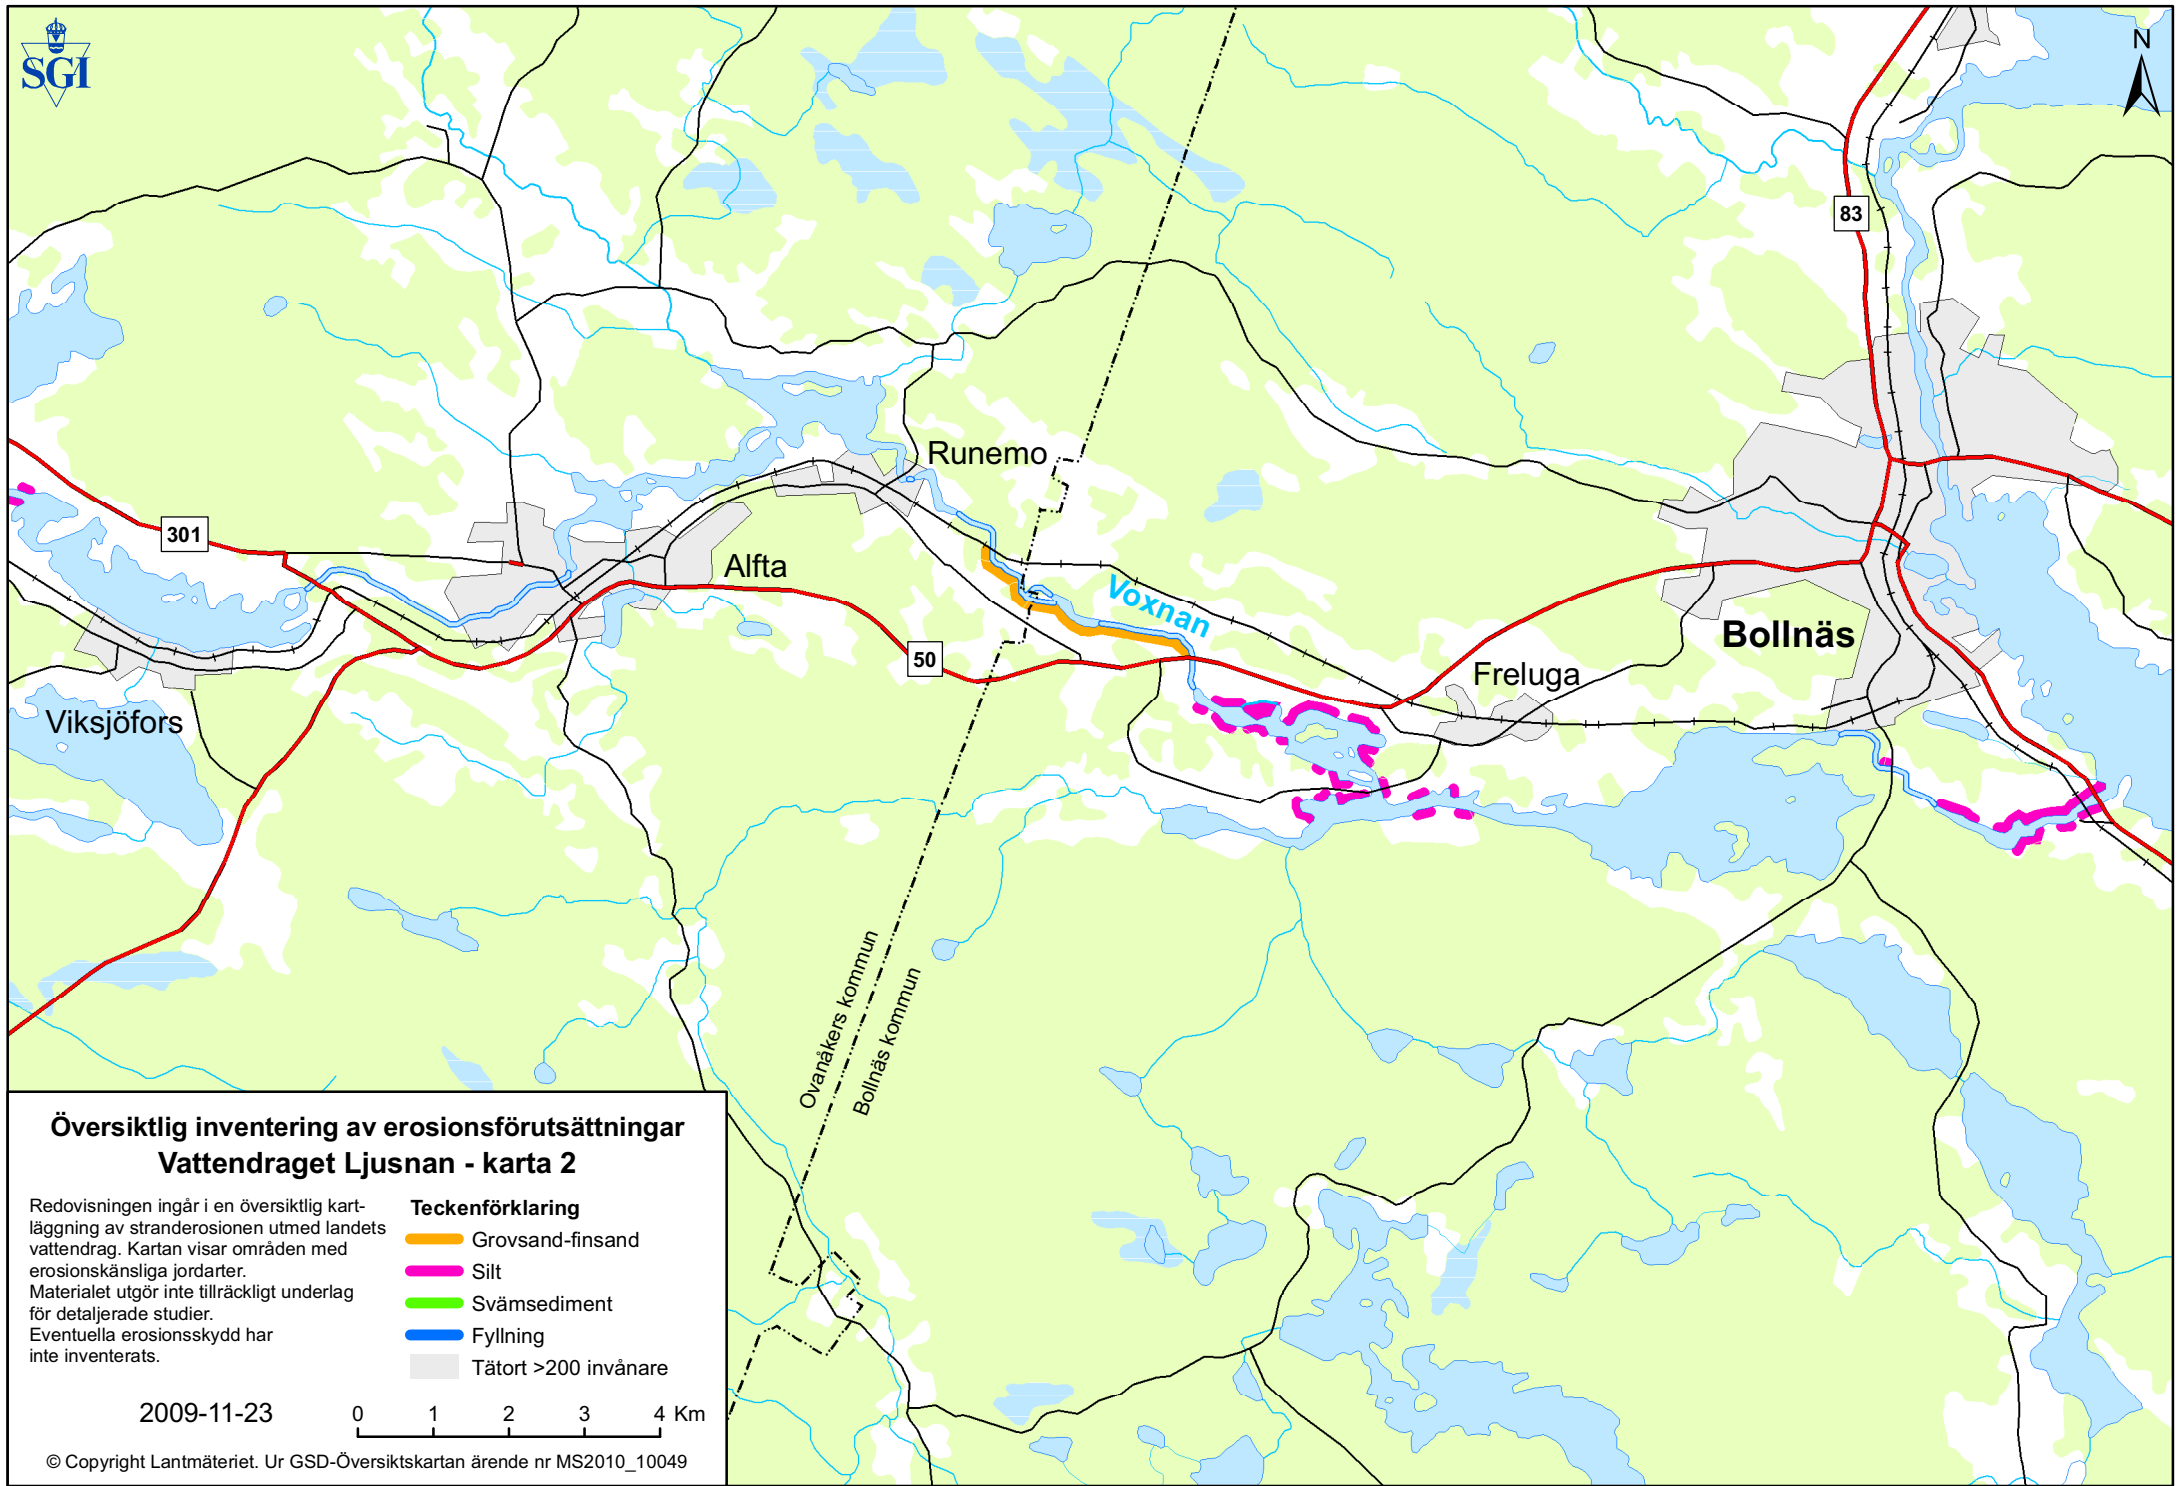 SGI
N
83
Runemo
301
Alfta
Voxnan
50
Bollnäs
Freluga
Viksjöfors
Ovanåkers kommun
Bollnäs kommun
Översiktlig inventering av erosionsförutsättningar
Vattendraget Ljusnan - karta 2
Redovisningen ingår i en översiktlig kart-
läggning av stranderosionen utmed landets
vattendrag. Kartan visar områden med
erosionskänsliga jordarter.
Materialet utgör inte tillräckligt underlag
för detaljerade studier.
Eventuella erosionsskydd har
inte inventerats.
Teckenförklaring
Grovsand-finsand
Silt
Svämsediment
Fyllning
Tätort >200 invånare
2009-11-23
0 1 2 3 4 Km
© Copyright Lantmäteriet. Ur GSD-Översiktskartan ärende nr MS2010_10049